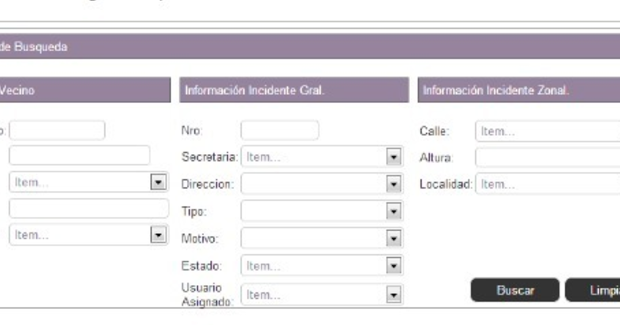 de Busqueda
Vecino
Información Incidente Gral.
Información Incidente Zonal.
Nro:
Calle: Item...
Secretaria: Item...
Altura:
Item...
Direccion:
Localidad: Item...
Tipo:
Item...
Motivo:
Estado: Item...
Usuario
Asignado: Item...
Buscar
Limpia